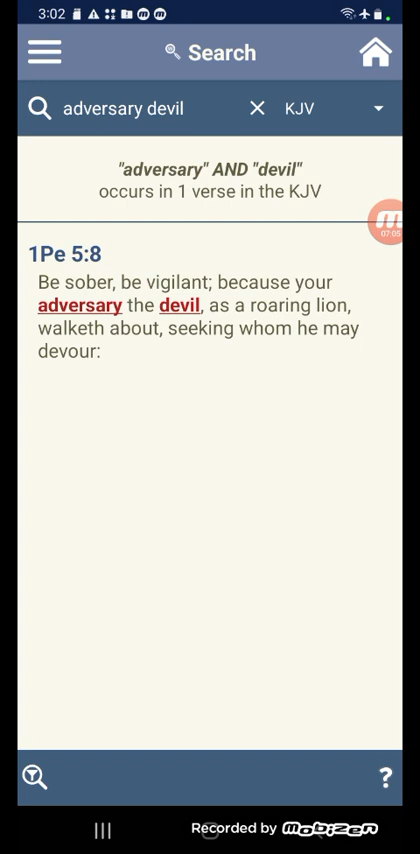 3:02
Search
adversary devil
KJV
"adversary" AND "devil"
occurs in 1 verse in the KJV
07:05
1Pe 5:8
Be sober, be vigilant; because your
adversary the devil, as a roaring lion,
walketh about, seeking whom he may
devour:
?
Recorded by mobizen